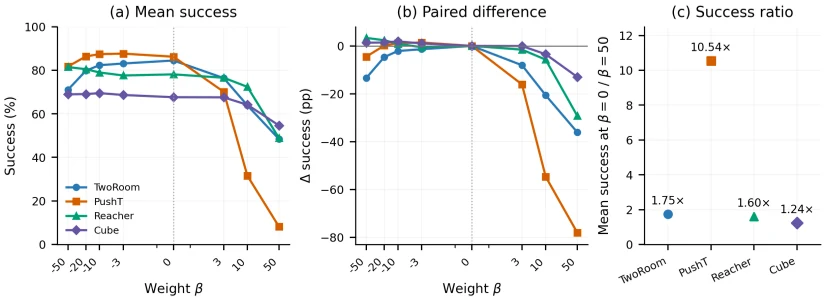 (a) Mean success
100
80
60
40
20
0
Success (%)
TwoRoom
PushT
Reacher
Cube
-50
-20
-10
-3
0
3
10
50
Weight β
(b) Paired difference
0
−20
−40
−60
−80
Δ success (pp)
-50
-20
-10
-3
0
3
10
50
Weight β
(c) Success ratio
12
10
8
6
4
2
0
Mean success at β = 0 / β = 50
1.75×
10.54×
1.60×
1.24×
TwoRoom
PushT
Reacher
Cube